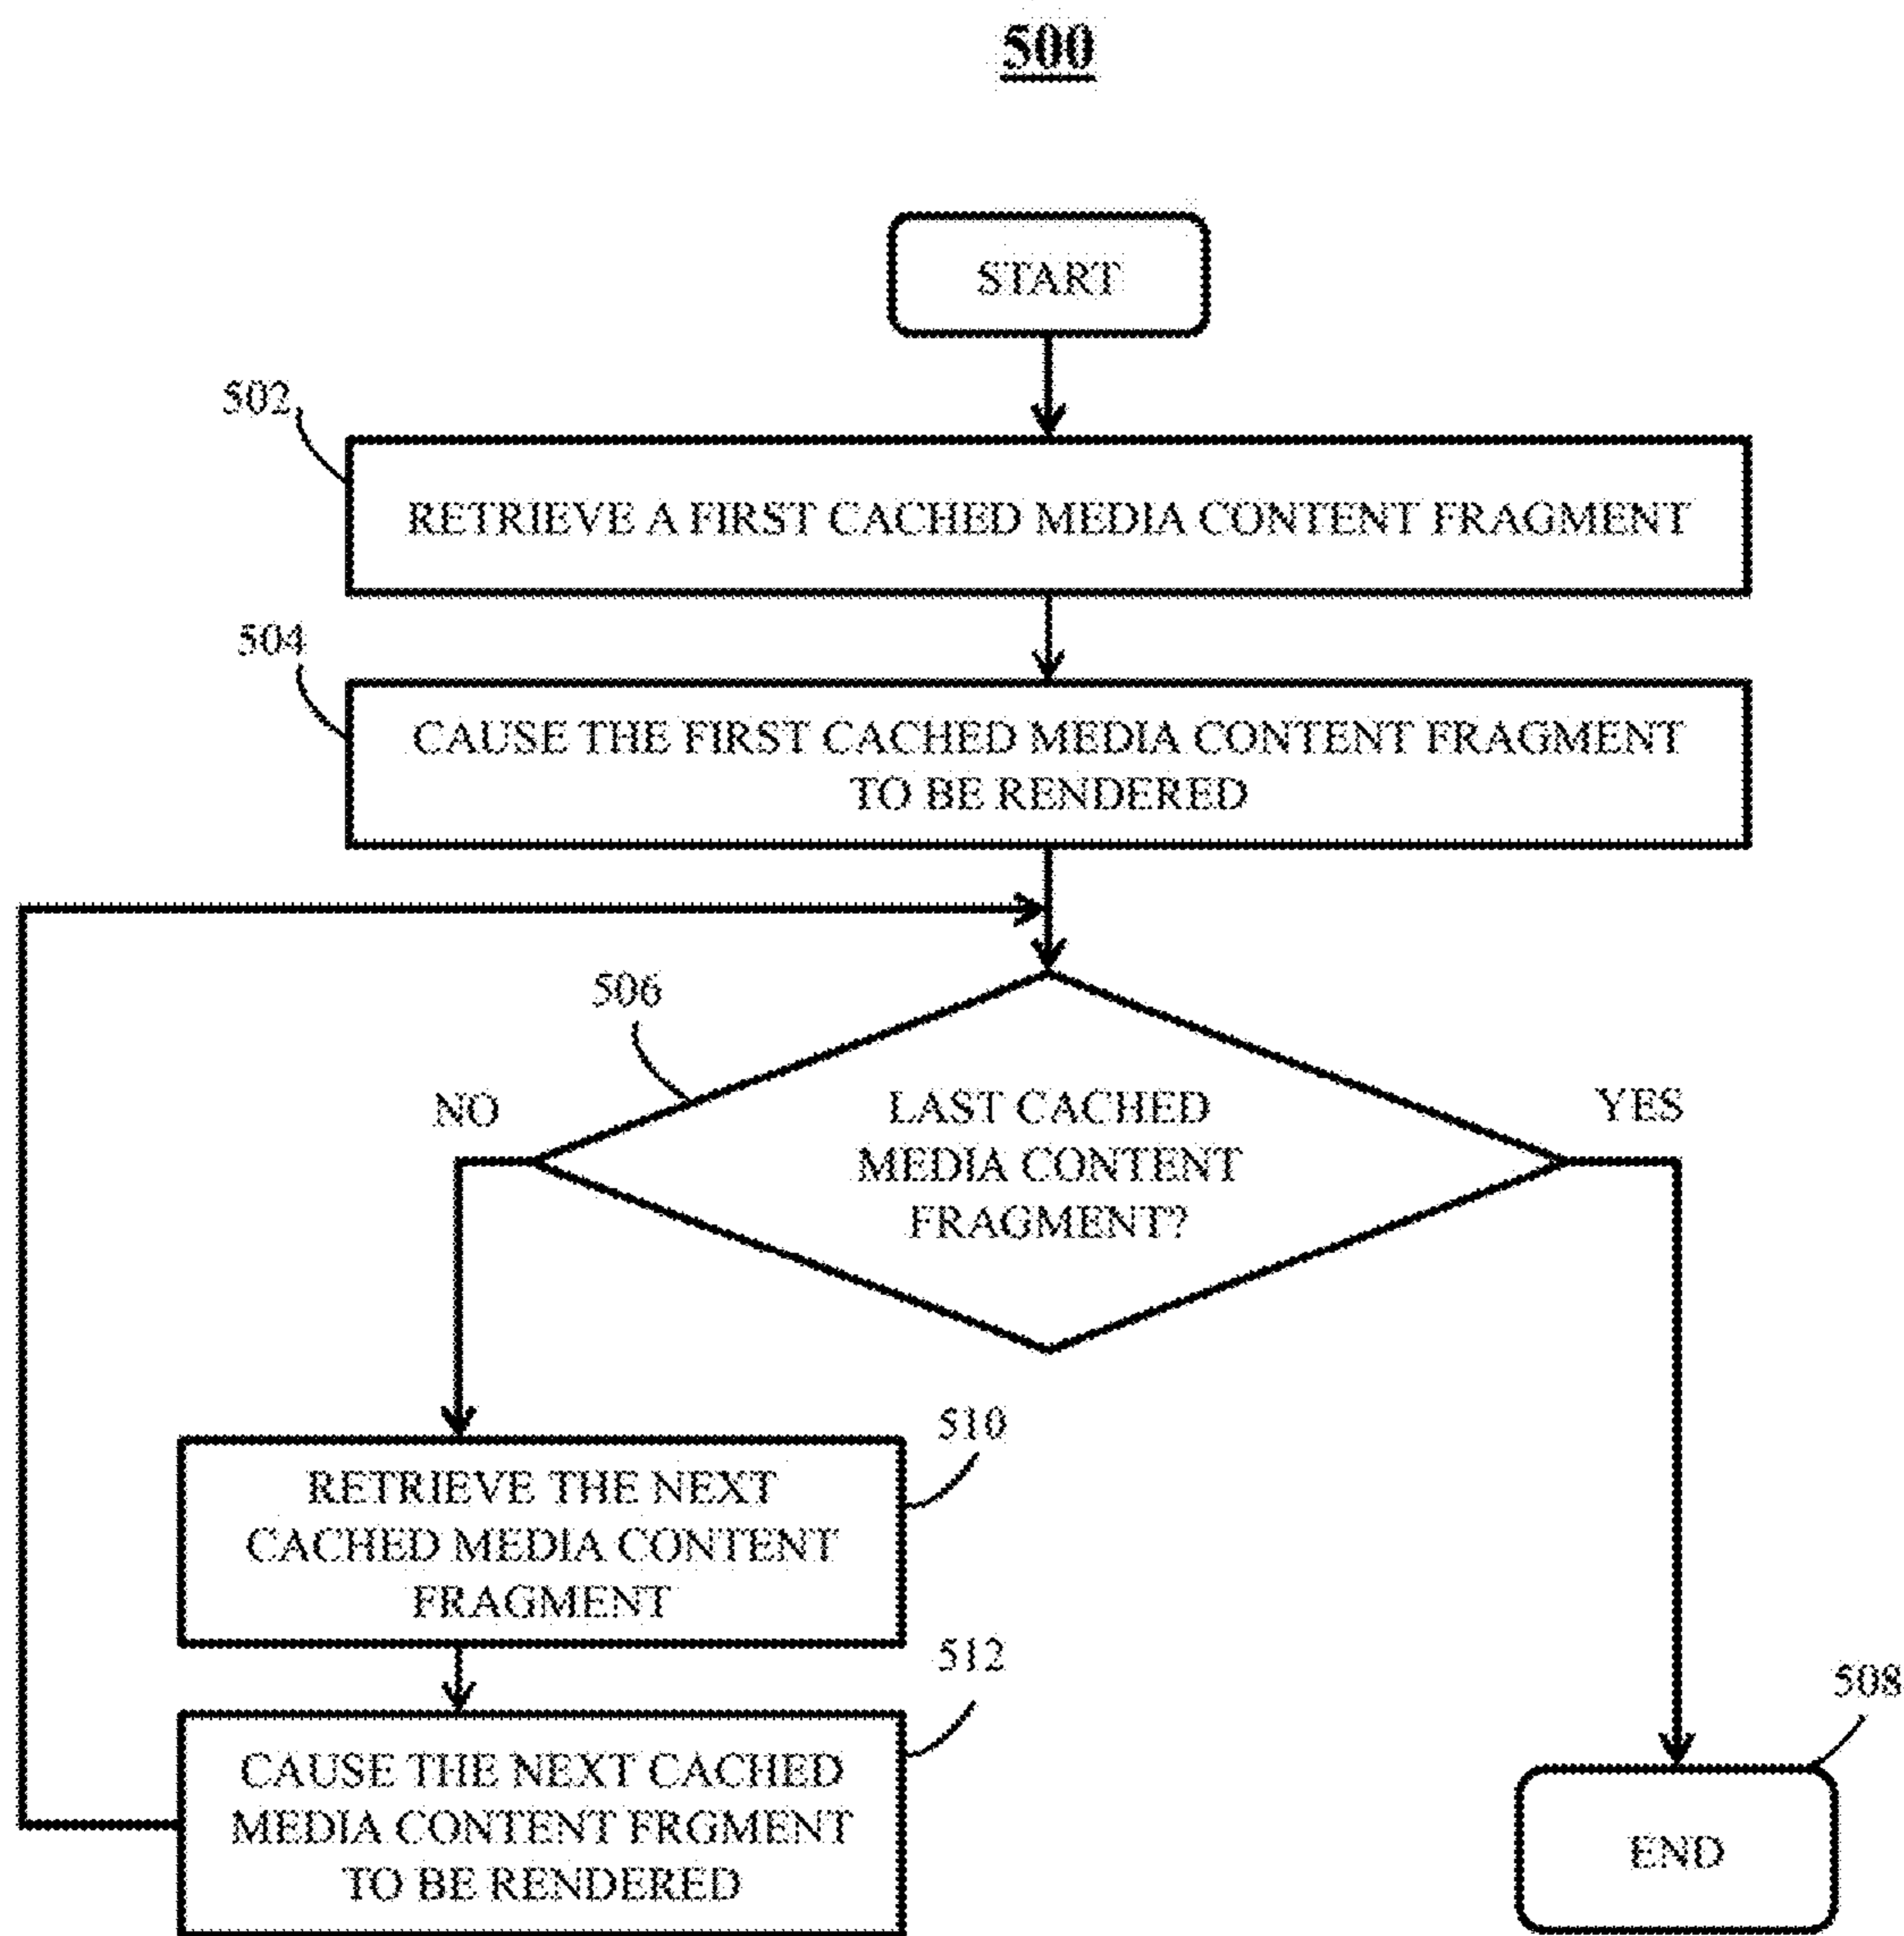 500
START
502
RETRIEVE A FIRST CACHED MEDIA CONTENT FRAGMENT
504
CAUSE THE FIRST CACHED MEDIA CONTENT FRAGMENT
TO BE RENDERED
506
NO
LAST CACHED
MEDIA CONTENT
FRAGMENT?
YES
510
RETRIEVE THE NEXT
CACHED MEDIA CONTENT
FRAGMENT
512
CAUSE THE NEXT CACHED
MEDIA CONTENT FRGMENT
TO BE RENDERED
508
END